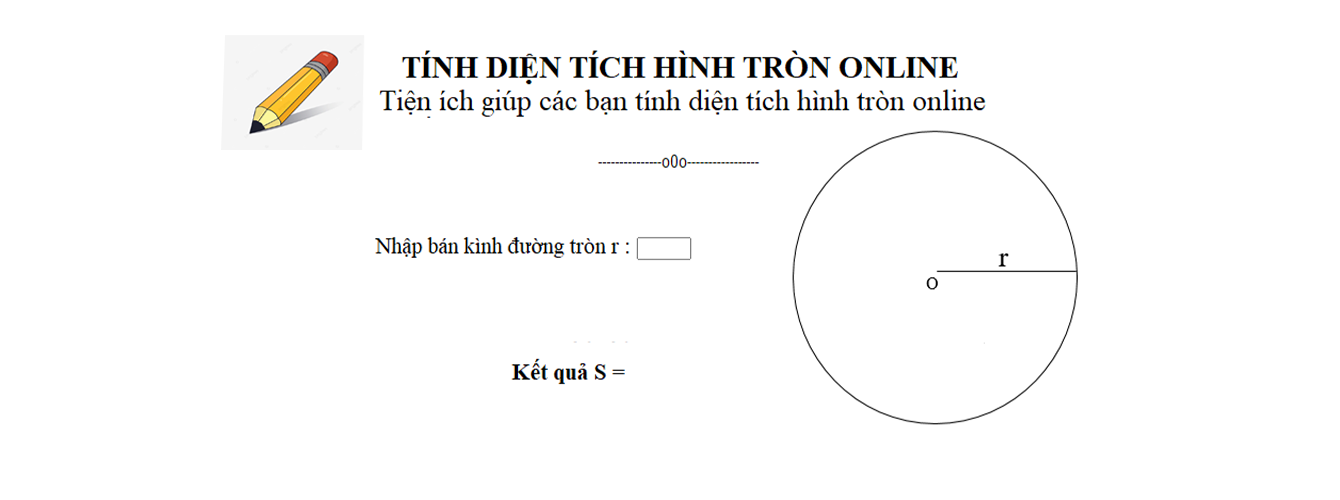 TÍNH DIỆN TÍCH HÌNH TRÒN ONLINE
Tiện ích giúp các bạn tính diện tích hình tròn online
---------------o0o-----------------
Nhập bán kình đường tròn r :
r
O
Kết quả S =